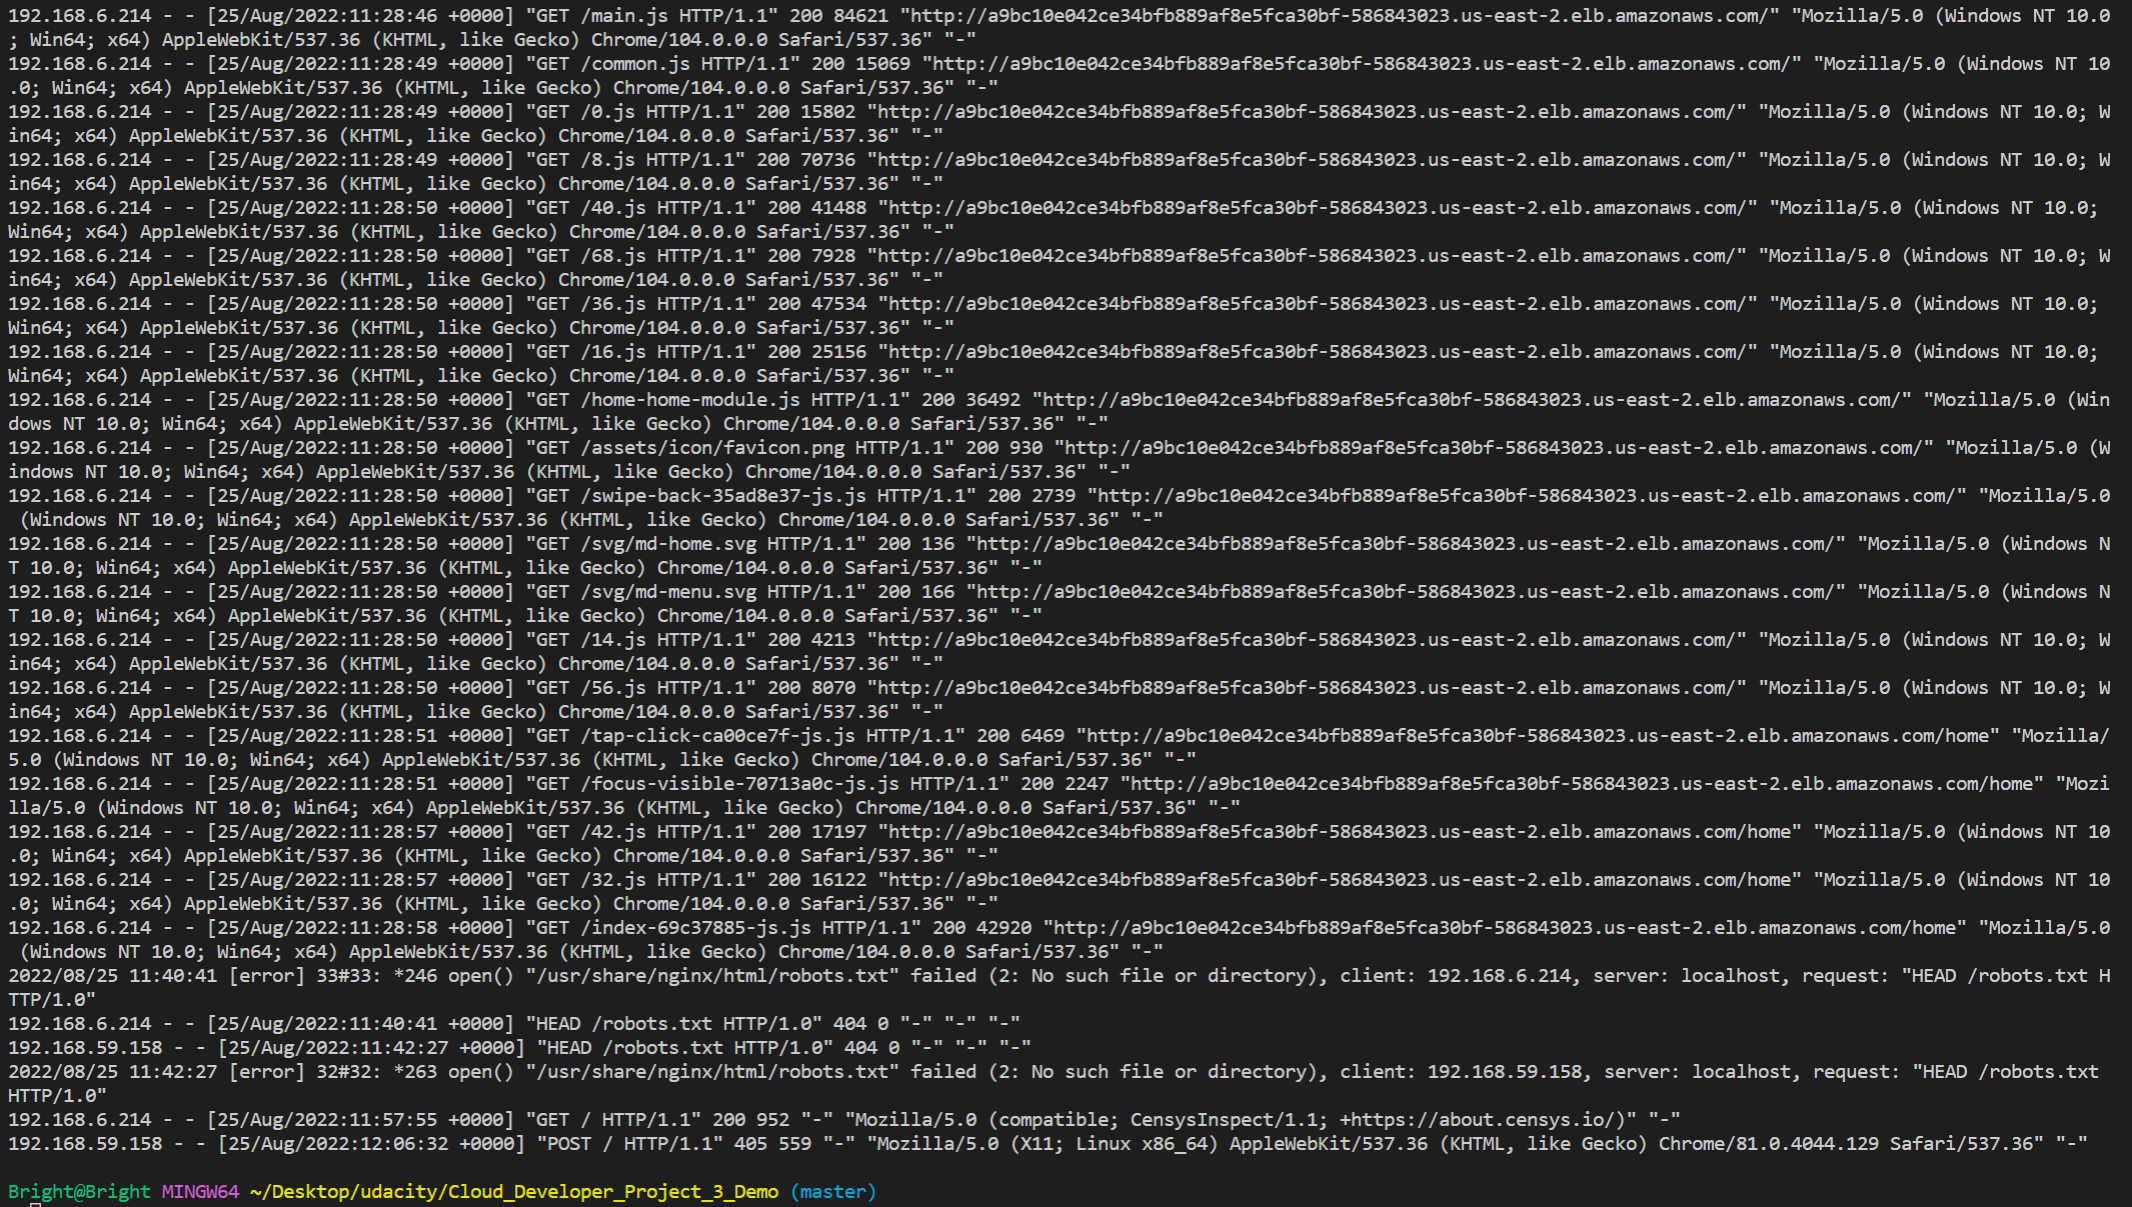 192.168.6.214 - - [25/Aug/2022:11:28:46 +0000] "GET /main.js HTTP/1.1" 200 84621 "http://a9bc10e042ce34bfb889af8e5fca30bf-586843023.us-east-2.elb.amazonaws.com/" "Mozilla/5.0 (Windows NT 10.0
; Win64; x64) AppleWebKit/537.36 (KHTML, like Gecko) Chrome/104.0.0.0 Safari/537.36" "-"
192.168.6.214 - - [25/Aug/2022:11:28:49 +0000] "GET /common.js HTTP/1.1" 200 15069 "http://a9bc10e042ce34bfb889af8e5fca30bf-586843023.us-east-2.elb.amazonaws.com/" "Mozilla/5.0 (Windows NT 10
.0; Win64; x64) AppleWebKit/537.36 (KHTML, like Gecko) Chrome/104.0.0.0 Safari/537.36" "-"
192.168.6.214 - - [25/Aug/2022:11:28:49 +0000] "GET /0.js HTTP/1.1" 200 15802 "http://a9bc10e042ce34bfb889af8e5fca30bf-586843023.us-east-2.elb.amazonaws.com/" "Mozilla/5.0 (Windows NT 10.0; W
in64; x64) AppleWebKit/537.36 (KHTML, like Gecko) Chrome/104.0.0.0 Safari/537.36" "-"
192.168.6.214 - - [25/Aug/2022:11:28:49 +0000] "GET /8.js HTTP/1.1" 200 70736 "http://a9bc10e042ce34bfb889af8e5fca30bf-586843023.us-east-2.elb.amazonaws.com/" "Mozilla/5.0 (Windows NT 10.0; W
in64; x64) AppleWebKit/537.36 (KHTML, like Gecko) Chrome/104.0.0.0 Safari/537.36" "-"
192.168.6.214 - - [25/Aug/2022:11:28:50 +0000] "GET /40.js HTTP/1.1" 200 41488 "http://a9bc10e042ce34bfb889af8e5fca30bf-586843023.us-east-2.elb.amazonaws.com/" "Mozilla/5.0 (Windows NT 10.0;
Win64; x64) AppleWebKit/537.36 (KHTML, like Gecko) Chrome/104.0.0.0 Safari/537.36" "-"
192.168.6.214 - - [25/Aug/2022:11:28:50 +0000] "GET /68.js HTTP/1.1" 200 7928 "http://a9bc10e042ce34bfb889af8e5fca30bf-586843023.us-east-2.elb.amazonaws.com/" "Mozilla/5.0 (Windows NT 10.0; W
in64; x64) AppleWebKit/537.36 (KHTML, like Gecko) Chrome/104.0.0.0 Safari/537.36" "-"
192.168.6.214 - - [25/Aug/2022:11:28:50 +0000] "GET /36.js HTTP/1.1" 200 47534 "http://a9bc10e042ce34bfb889af8e5fca30bf-586843023.us-east-2.elb.amazonaws.com/" "Mozilla/5.0 (Windows NT 10.0;
Win64; x64) AppleWebKit/537.36 (KHTML, like Gecko) Chrome/104.0.0.0 Safari/537.36" "-"
192.168.6.214 - - [25/Aug/2022:11:28:50 +0000] "GET /16.js HTTP/1.1" 200 25156 "http://a9bc10e042ce34bfb889af8e5fca30bf-586843023.us-east-2.elb.amazonaws.com/" "Mozilla/5.0 (Windows NT 10.0;
Win64; x64) AppleWebKit/537.36 (KHTML, like Gecko) Chrome/104.0.0.0 Safari/537.36" "-"
192.168.6.214 - - [25/Aug/2022:11:28:50 +0000] "GET /home-home-module.js HTTP/1.1" 200 36492 "http://a9bc10e042ce34bfb889af8e5fca30bf-586843023.us-east-2.elb.amazonaws.com/" "Mozilla/5.0 (Win
dows NT 10.0; Win64; x64) AppleWebKit/537.36 (KHTML, like Gecko) Chrome/104.0.0.0 Safari/537.36" "-"
192.168.6.214 - - [25/Aug/2022:11:28:50 +0000] "GET /assets/icon/favicon.png HTTP/1.1" 200 930 "http://a9bc10e042ce34bfb889af8e5fca30bf-586843023.us-east-2.elb.amazonaws.com/" "Mozilla/5.0 (W
indows NT 10.0; Win64; x64) AppleWebKit/537.36 (KHTML, like Gecko) Chrome/104.0.0.0 Safari/537.36" "-"
192.168.6.214 - - [25/Aug/2022:11:28:50 +0000] "GET /swipe-back-35ad8e37-js.js HTTP/1.1" 200 2739 "http://a9bc10e042ce34bfb889af8e5fca30bf-586843023.us-east-2.elb.amazonaws.com/" "Mozilla/5.0
 (Windows NT 10.0; Win64; x64) AppleWebKit/537.36 (KHTML, like Gecko) Chrome/104.0.0.0 Safari/537.36" "-"
192.168.6.214 - - [25/Aug/2022:11:28:50 +0000] "GET /svg/md-home.svg HTTP/1.1" 200 136 "http://a9bc10e042ce34bfb889af8e5fca30bf-586843023.us-east-2.elb.amazonaws.com/" "Mozilla/5.0 (Windows N
T 10.0; Win64; x64) AppleWebKit/537.36 (KHTML, like Gecko) Chrome/104.0.0.0 Safari/537.36" "-"
192.168.6.214 - - [25/Aug/2022:11:28:50 +0000] "GET /svg/md-menu.svg HTTP/1.1" 200 166 "http://a9bc10e042ce34bfb889af8e5fca30bf-586843023.us-east-2.elb.amazonaws.com/" "Mozilla/5.0 (Windows N
T 10.0; Win64; x64) AppleWebKit/537.36 (KHTML, like Gecko) Chrome/104.0.0.0 Safari/537.36" "-"
192.168.6.214 - - [25/Aug/2022:11:28:50 +0000] "GET /14.js HTTP/1.1" 200 4213 "http://a9bc10e042ce34bfb889af8e5fca30bf-586843023.us-east-2.elb.amazonaws.com/" "Mozilla/5.0 (Windows NT 10.0; W
in64; x64) AppleWebKit/537.36 (KHTML, like Gecko) Chrome/104.0.0.0 Safari/537.36" "-"
192.168.6.214 - - [25/Aug/2022:11:28:50 +0000] "GET /56.js HTTP/1.1" 200 8070 "http://a9bc10e042ce34bfb889af8e5fca30bf-586843023.us-east-2.elb.amazonaws.com/" "Mozilla/5.0 (Windows NT 10.0; W
in64; x64) AppleWebKit/537.36 (KHTML, like Gecko) Chrome/104.0.0.0 Safari/537.36" "-"
192.168.6.214 - - [25/Aug/2022:11:28:51 +0000] "GET /tap-click-ca00ce7f-js.js HTTP/1.1" 200 6469 "http://a9bc10e042ce34bfb889af8e5fca30bf-586843023.us-east-2.elb.amazonaws.com/home" "Mozilla/
5.0 (Windows NT 10.0; Win64; x64) AppleWebKit/537.36 (KHTML, like Gecko) Chrome/104.0.0.0 Safari/537.36" "-"
192.168.6.214 - - [25/Aug/2022:11:28:51 +0000] "GET /focus-visible-70713a0c-js.js HTTP/1.1" 200 2247 "http://a9bc10e042ce34bfb889af8e5fca30bf-586843023.us-east-2.elb.amazonaws.com/home" "Mozi
lla/5.0 (Windows NT 10.0; Win64; x64) AppleWebKit/537.36 (KHTML, like Gecko) Chrome/104.0.0.0 Safari/537.36" "-"
192.168.6.214 - - [25/Aug/2022:11:28:57 +0000] "GET /42.js HTTP/1.1" 200 17197 "http://a9bc10e042ce34bfb889af8e5fca30bf-586843023.us-east-2.elb.amazonaws.com/home" "Mozilla/5.0 (Windows NT 10
.0; Win64; x64) AppleWebKit/537.36 (KHTML, like Gecko) Chrome/104.0.0.0 Safari/537.36" "-"
192.168.6.214 - - [25/Aug/2022:11:28:57 +0000] "GET /32.js HTTP/1.1" 200 16122 "http://a9bc10e042ce34bfb889af8e5fca30bf-586843023.us-east-2.elb.amazonaws.com/home" "Mozilla/5.0 (Windows NT 10
.0; Win64; x64) AppleWebKit/537.36 (KHTML, like Gecko) Chrome/104.0.0.0 Safari/537.36" "-"
192.168.6.214 - - [25/Aug/2022:11:28:58 +0000] "GET /index-69c37885-js.js HTTP/1.1" 200 42920 "http://a9bc10e042ce34bfb889af8e5fca30bf-586843023.us-east-2.elb.amazonaws.com/home" "Mozilla/5.0
 (Windows NT 10.0; Win64; x64) AppleWebKit/537.36 (KHTML, like Gecko) Chrome/104.0.0.0 Safari/537.36" "-"
2022/08/25 11:40:41 [error] 33#33: *246 open() "/usr/share/nginx/html/robots.txt" failed (2: No such file or directory), client: 192.168.6.214, server: localhost, request: "HEAD /robots.txt H
TTP/1.0"
192.168.6.214 - - [25/Aug/2022:11:40:41 +0000] "HEAD /robots.txt HTTP/1.0" 404 0 "-" "-" "-"
192.168.59.158 - - [25/Aug/2022:11:42:27 +0000] "HEAD /robots.txt HTTP/1.0" 404 0 "-" "-" "-"
2022/08/25 11:42:27 [error] 32#32: *263 open() "/usr/share/nginx/html/robots.txt" failed (2: No such file or directory), client: 192.168.59.158, server: localhost, request: "HEAD /robots.txt
HTTP/1.0"
192.168.6.214 - - [25/Aug/2022:11:57:55 +0000] "GET / HTTP/1.1" 200 952 "-" "Mozilla/5.0 (compatible; CensysInspect/1.1; +https://about.censys.io/)" "-"
192.168.59.158 - - [25/Aug/2022:12:06:32 +0000] "POST / HTTP/1.1" 405 559 "-" "Mozilla/5.0 (X11; Linux x86_64) AppleWebKit/537.36 (KHTML, like Gecko) Chrome/81.0.4044.129 Safari/537.36" "-"
Bright@Bright MINGW64 ~/Desktop/udacity/Cloud_Developer_Project_3_Demo (master)